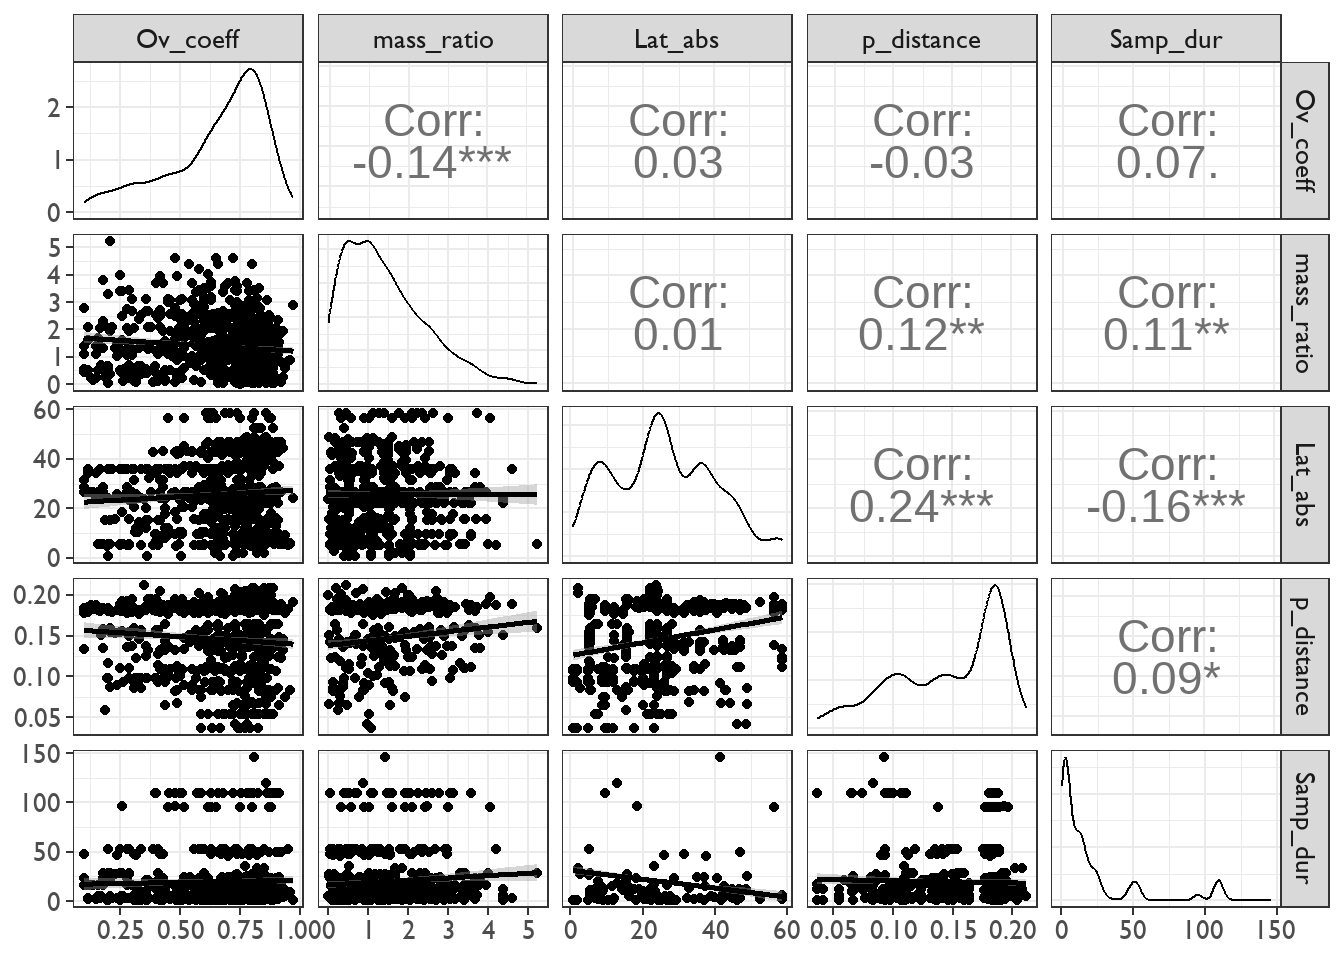 Ov_coeff mass_ratio Lat_abs p_distance Samp_dur
2
1
0
Corr:
-0.14***
Corr:
0.03
Corr:
-0.03
Corr:
0.07.
Ov_coeff
5
4
3
2
1
0
Corr:
0.01
Corr:
0.12**
Corr:
0.11**
mass_ratio
60
40
20
0
Corr:
0.24***
Corr:
-0.16***
Lat_abs
0.20
0.15
0.10
0.05
Corr:
0.09*
p_distance
150
100
50
0
Samp_dur
0.25 0.50 0.75 1.00 0 1 2 3 4 5 0 20 40 60 0.05 0.10 0.15 0.20 0 50 100 150